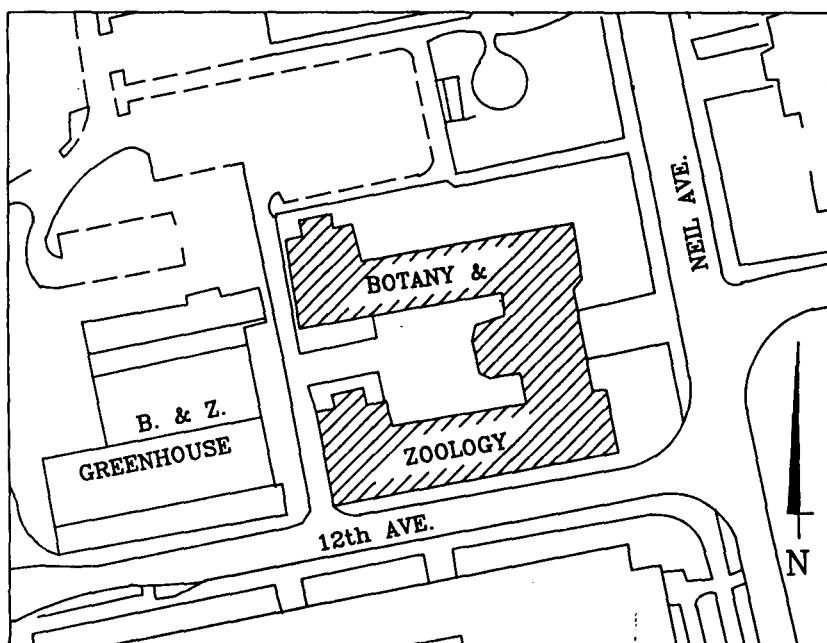 NEIL AVE.
BOTANY &
B. & Z.
GREENHOUSE
ZOOLOGY
12th AVE.
N